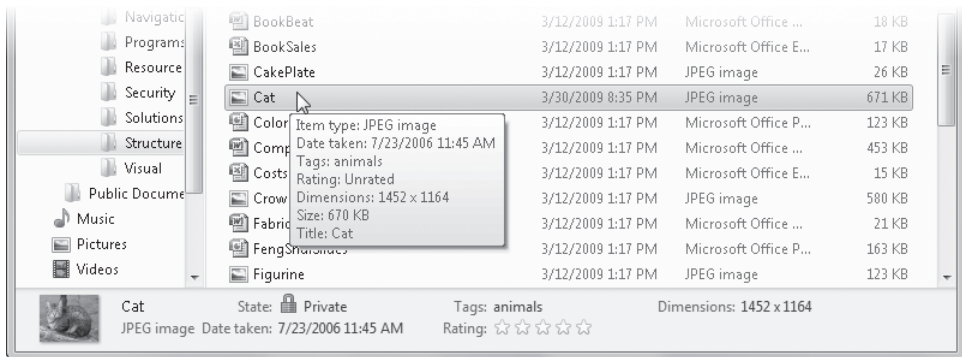 Navigatic
BookBeat 3/12/2009 1:17 PM Microsoft Office ... 18 KB
Programs BookSales 3/12/2009 1:17 PM Microsoft Office E... 17 KB
Resource CakePlate 3/12/2009 1:17 PM JPEG image 26 KB
Security Cat 3/30/2009 8:35 PM JPEG image 671 KB
Solutions Color 3/12/2009 1:17 PM Microsoft Office P... 123 KB
Structure Comp 3/12/2009 1:17 PM Microsoft Office ... 453 KB
Visual Costs 3/12/2009 1:17 PM Microsoft Office E... 15 KB
Public Docume Crow 3/12/2009 1:17 PM JPEG image 580 KB
Music Fabric 3/12/2009 1:17 PM Microsoft Office ... 21 KB
Pictures FengShuiSlides 3/12/2009 1:17 PM Microsoft Office P... 163 KB
Videos Figurine 3/12/2009 1:17 PM JPEG image 123 KB
Item type: JPEG image
Date taken: 7/23/2006 11:45 AM
Tags: animals
Rating: Unrated
Dimensions: 1452 x 1164
Size: 670 KB
Title: Cat
Cat State: Private Tags: animals Dimensions: 1452 x 1164
JPEG image Date taken: 7/23/2006 11:45 AM Rating: